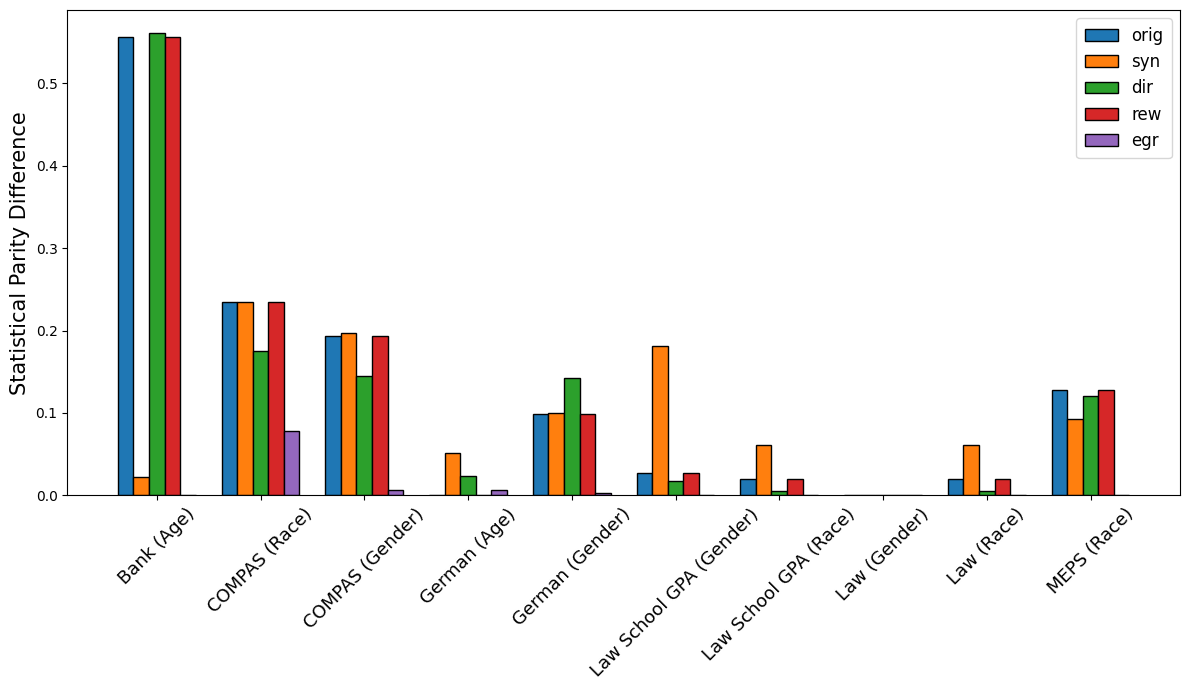 Statistical Parity Difference
0.5
0.4
0.3
0.2
0.1
0.0
orig
syn
dir
rew
egr
Bank (Age)
COMPAS (Race)
COMPAS (Gender)
German (Age)
German (Gender)
Law School GPA (Gender)
Law School GPA (Race)
Law (Gender)
Law (Race)
MEPS (Race)